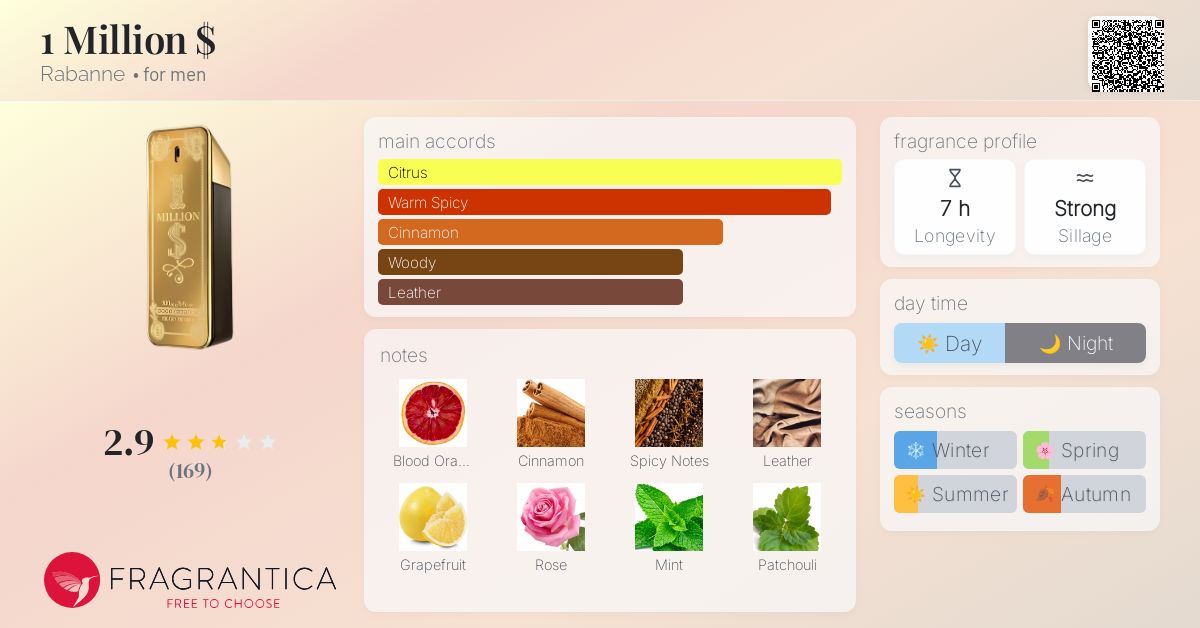 1 Million $
Rabanne • for men
1
MILLION
$
main accords
Citrus
Warm Spicy
Cinnamon
Woody
Leather
notes
Blood Ora...
Cinnamon
Spicy Notes
Leather
Grapefruit
Rose
Mint
Patchouli
fragrance profile
7 h
Longevity
Strong
Sillage
day time
Day
Night
seasons
Winter
Spring
Summer
Autumn
2.9
(169)
FRAGRANTICA
FREE TO CHOOSE